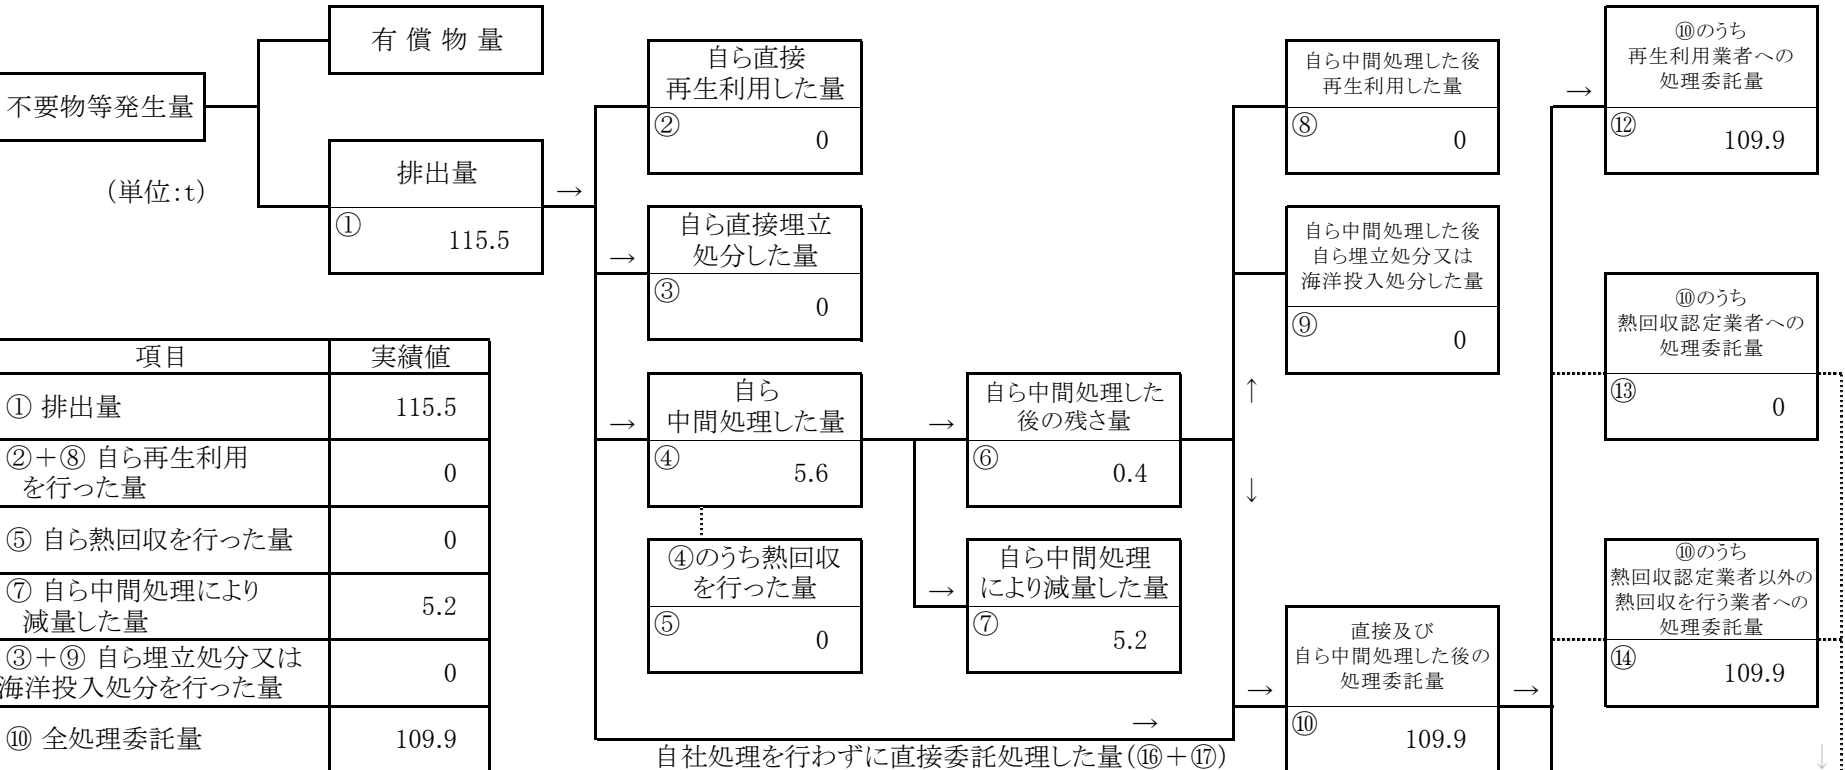 有 償 物 量
不要物等発生量
(単位:t)
排出量
①
115.5
→
自ら直接
再生利用した量
②
0
→
自ら直接埋立
処分した量
③
0
→
自ら
中間処理した量
④
5.6
④のうち熱回収
を行った量
⑤
0
→
自ら中間処理した
後の残さ量
⑥
0.4
→
自ら中間処理
により減量した量
⑦
5.2
→
自社処理を行わずに直接委託処理した量(⑯+⑰)
自ら中間処理した後
再生利用した量
⑧
0
自ら中間処理した後
自ら埋立処分又は
海洋投入処分した量
⑨
0
↑
↓
→
直接及び
自ら中間処理した後の
処理委託量
⑩
109.9
→
→
⑩のうち
再生利用業者への
処理委託量
⑫
109.9
⑩のうち
熱回収認定業者への
処理委託量
⑬
0
⑩のうち
熱回収認定業者以外の
熱回収を行う業者への
処理委託量
⑭
109.9
↓
項目 実績値
① 排出量 115.5
②+⑧ 自ら再生利用
を行った量 0
⑤ 自ら熱回収を行った量 0
⑦ 自ら中間処理により
減量した量 5.2
③+⑨ 自ら埋立処分又は
海洋投入処分を行った量 0
⑩ 全処理委託量 109.9